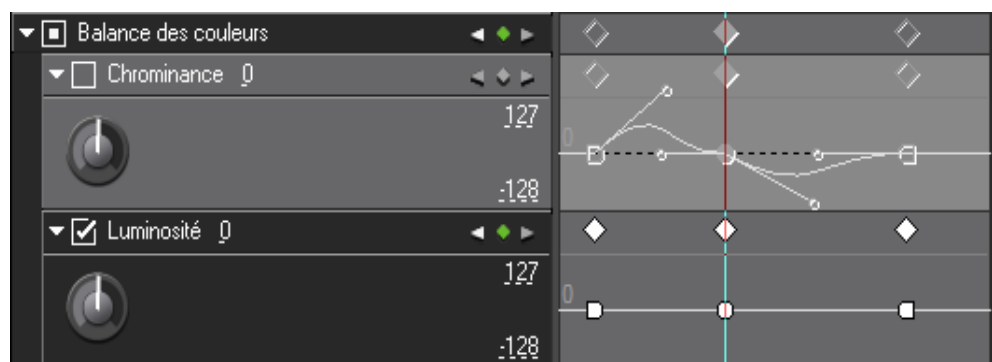 Balance des couleurs
Chrominance 0
127
0
-128
Luminosité 0
127
0
-128